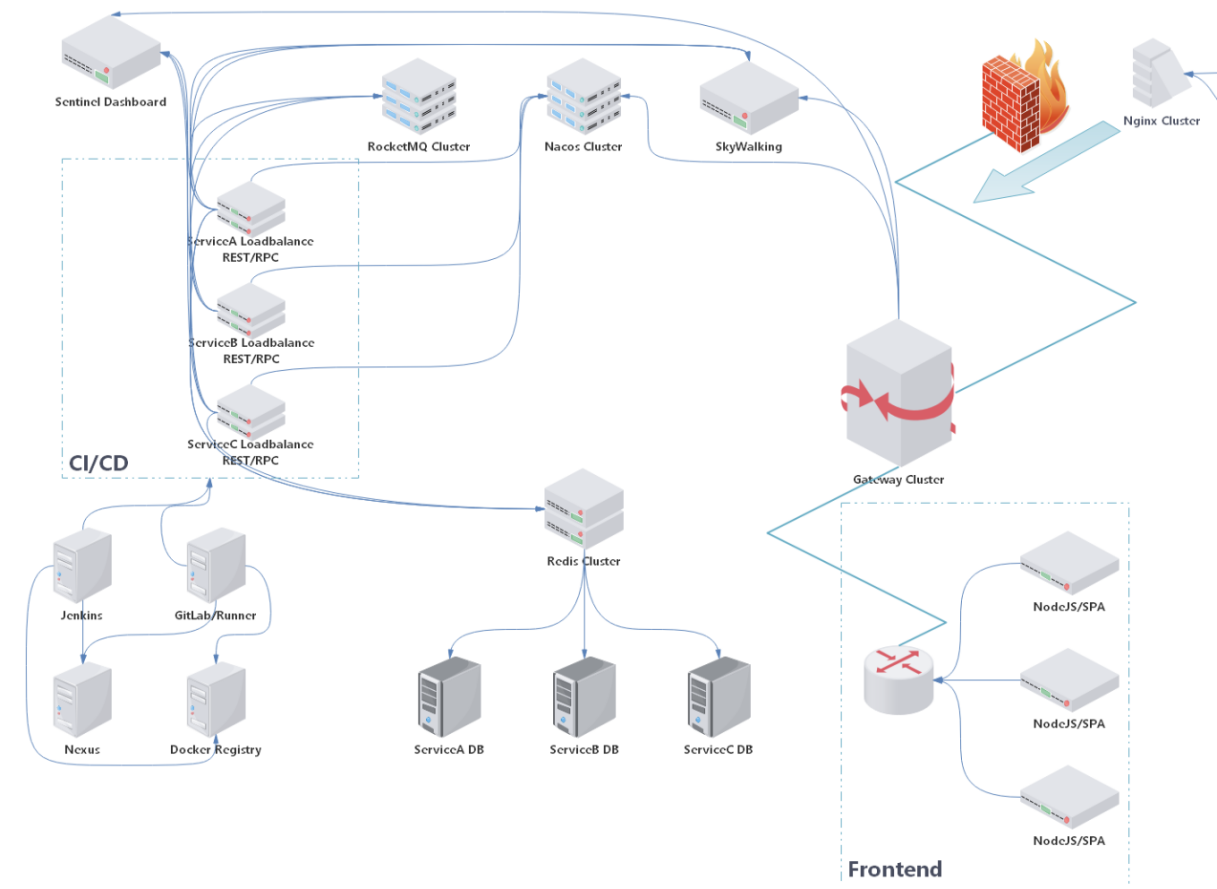 Sentinel Dashboard
RocketMQ Cluster
Nacos Cluster
SkyWalking
Nginx Cluster
ServiceA Loadbalance
REST/RPC
ServiceB Loadbalance
REST/RPC
ServiceC Loadbalance
REST/RPC
CI/CD
Gateway Cluster
Redis Cluster
Jenkins
GitLab/Runner
NodeJS/SPA
NodeJS/SPA
Nexus
Docker Registry
ServiceA DB
ServiceB DB
ServiceC DB
NodeJS/SPA
Frontend